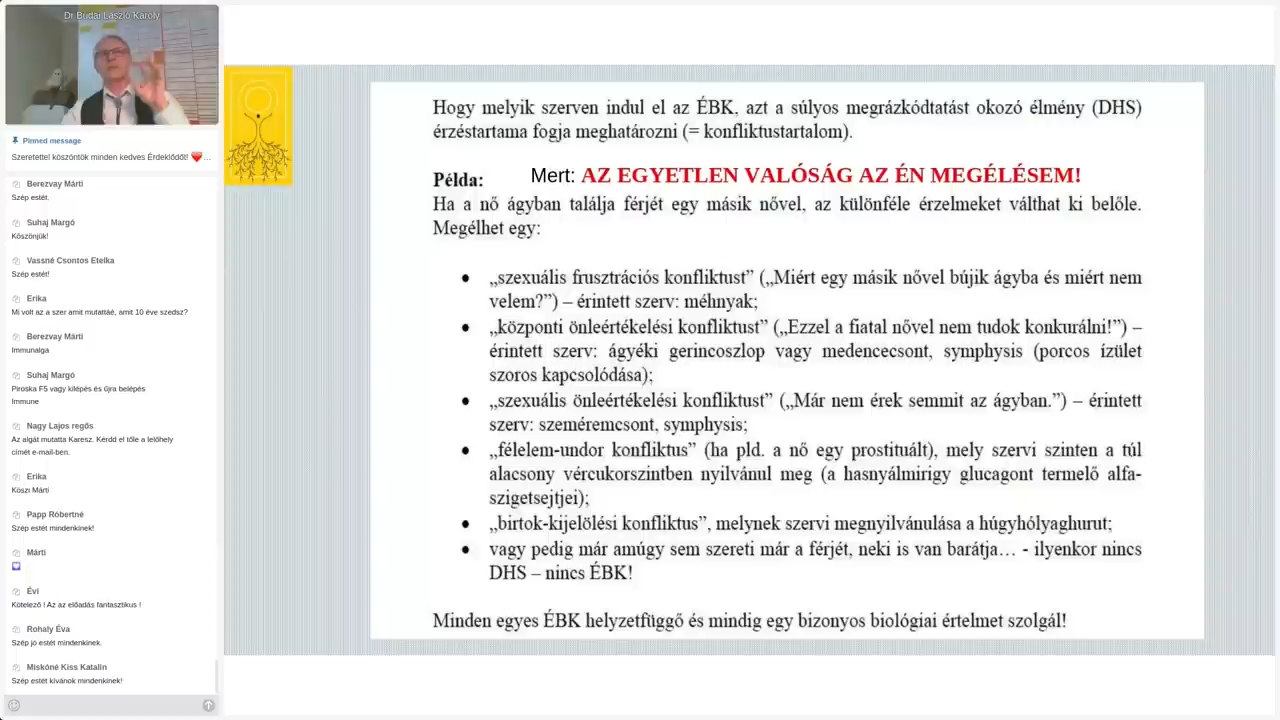 Dr Budai László Károly
Pinned message
Szeretettel köszöntök minden kedves Érdeklődőt! ❤️...
Berezvay Márti
Szép estét.
Suhaj Margó
Köszönjük!
Vassné Csontos Etelka
Szép estét!
Erika
Mi volt az a szer amit mutattáé, amit 10 éve szedsz?
Berezvay Márti
Immunalga
Suhaj Margó
Piroska F5 vagy kilépés és újra belépés
Immune
Nagy Lajos regős
Az algát mutatta Karesz. Kérdd el tőle a lelőhely
címét e-mail-ben.
Erika
Köszi Márti
Papp Róbertné
Szép estét mindenkinek!
Márti
Évi
Kötelező ! Az az előadás fantasztikus !
Rohaly Éva
Szép jó estét mindenkinek.
Miskóné Kiss Katalin
Szép estét kívánok mindenkinek!
Hogy melyik szerven indul el az ÉBK, azt a súlyos megrázkódtatást okozó élmény (DHS)
érzéstartama fogja meghatározni (= konfliktustartalom).
Mert: AZ EGYETLEN VALÓSÁG AZ ÉN MEGÉLÉSEM!
Példa:
Ha a nő ágyban találja férjét egy másik nővel, az különféle érzelmeket válthat ki belőle.
Megélhet egy:
• „szexuális frusztrációs konfliktust” („Miért egy másik nővel bújik ágyba és miért nem
velem?”) – érintett szerv: méhnyak;
• „központi önleértékelési konfliktust” („Ezzel a fiatal nővel nem tudok konkurálni!”) –
érintett szerv: ágyéki gerincoszlop vagy medencecsont, symphysis (porcos ízület
szoros kapcsolódása);
• „szexuális önleértékelési konfliktust” („Már nem érek semmit az ágyban.”) – érintett
szerv: szeméremcsont, symphysis;
• „félelem-undor konfliktus” (ha pld. a nő egy prostituált), mely szervi szinten a túl
alacsony vércukorszintben nyilvánul meg (a hasnyálmirigy glucagont termelő alfa-
szigetsejtjei);
• „birtok-kijelölési konfliktus”, melynek szervi megnyilvánulása a húgyhólyaghurut;
• vagy pedig már amúgy sem szereti már a férjét, neki is van barátja… - ilyenkor nincs
DHS – nincs ÉBK!
Minden egyes ÉBK helyzetfüggő és mindig egy bizonyos biológiai értelmet szolgál!